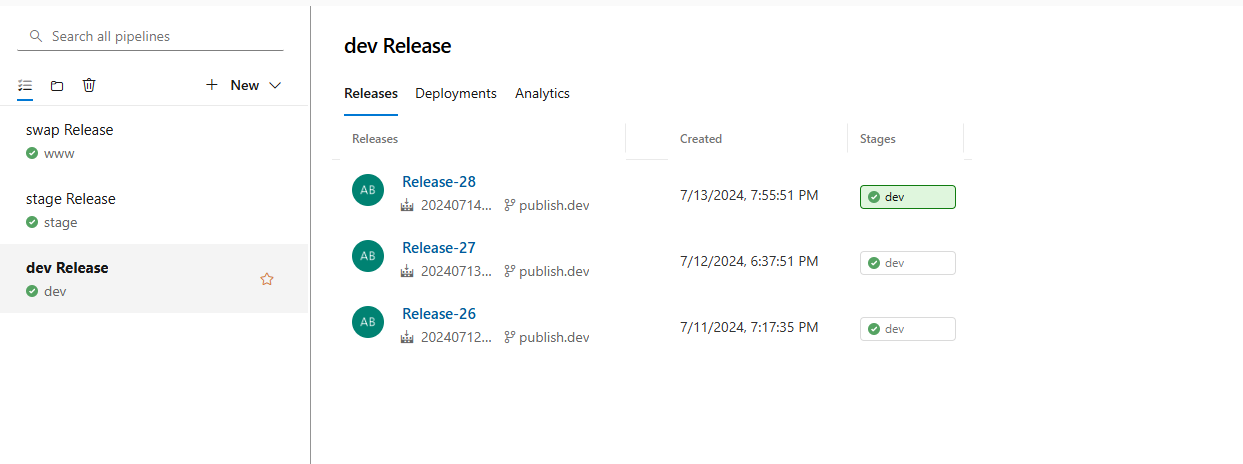 Search all pipelines
New
swap Release
www
stage Release
stage
dev Release
dev
dev Release
Releases Deployments Analytics
Releases Created Stages
AB Release-28 7/13/2024, 7:55:51 PM dev
20240714... publish.dev
AB Release-27 7/12/2024, 6:37:51 PM dev
20240713... publish.dev
AB Release-26 7/11/2024, 7:17:35 PM dev
20240712... publish.dev